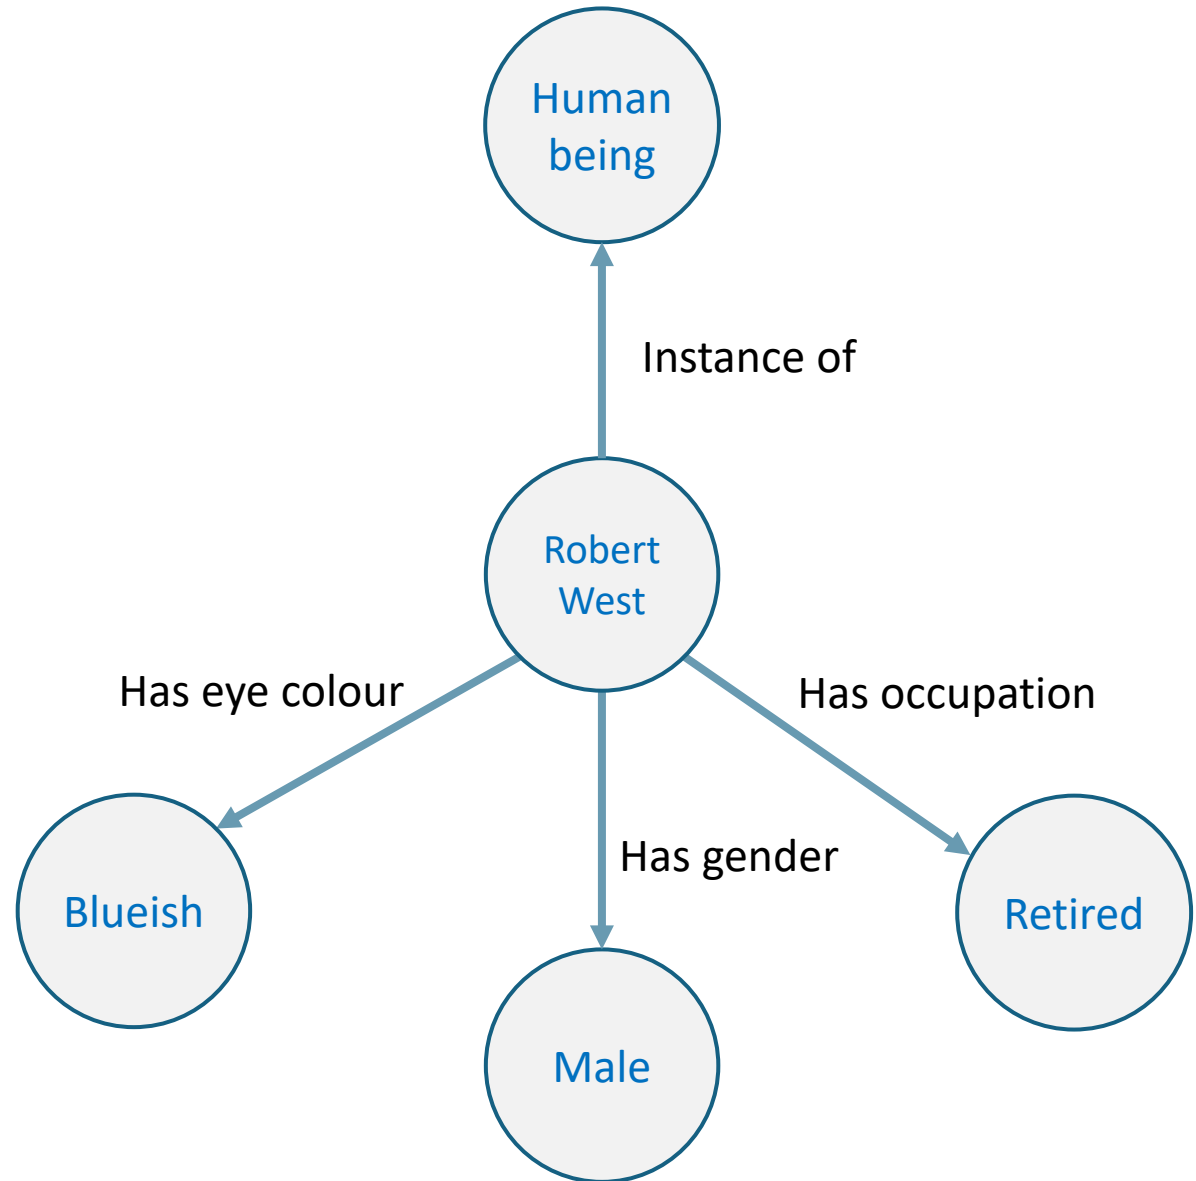 Human
being
Instance of
Robert
West
Has eye colour
Has occupation
Has gender
Blueish
Retired
Male